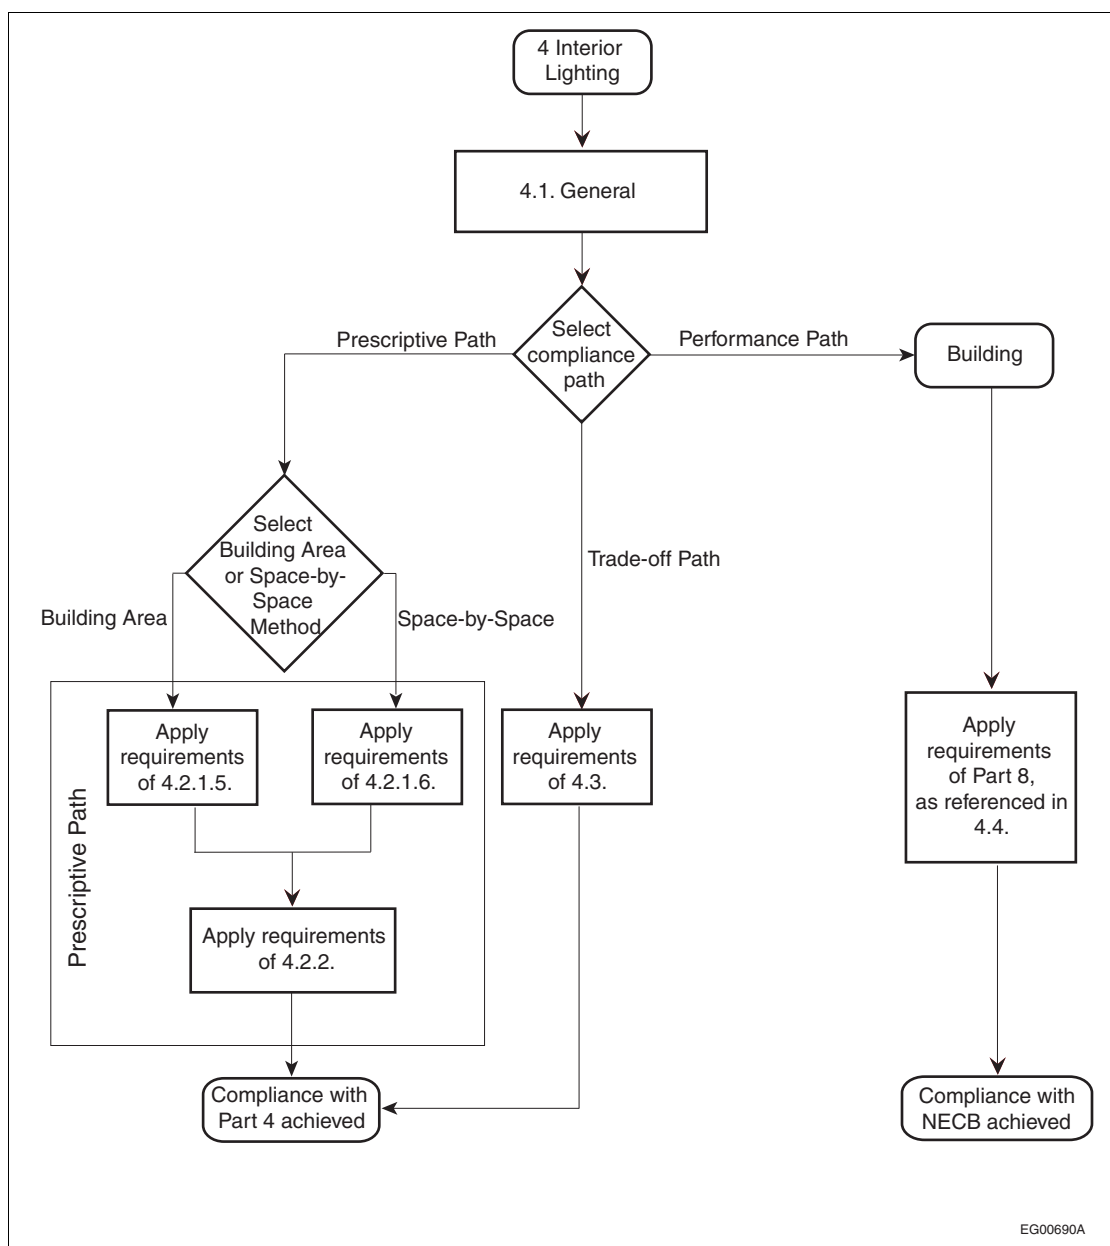 4 Interior
Lighting
4.1. General
Select
compliance
path
Prescriptive Path
Performance Path
Building
Select
Building Area
or Space-by-
Space
Method
Trade-off Path
Building Area
Space-by-Space
Apply
requirements
of 4.2.1.5.
Apply
requirements
of 4.2.1.6.
Apply
requirements
of 4.3.
Apply
requirements
of Part 8,
as referenced in
4.4.
Prescriptive Path
Apply requirements
of 4.2.2.
Compliance with
Part 4 achieved
Compliance with
NECB achieved
EG00690A